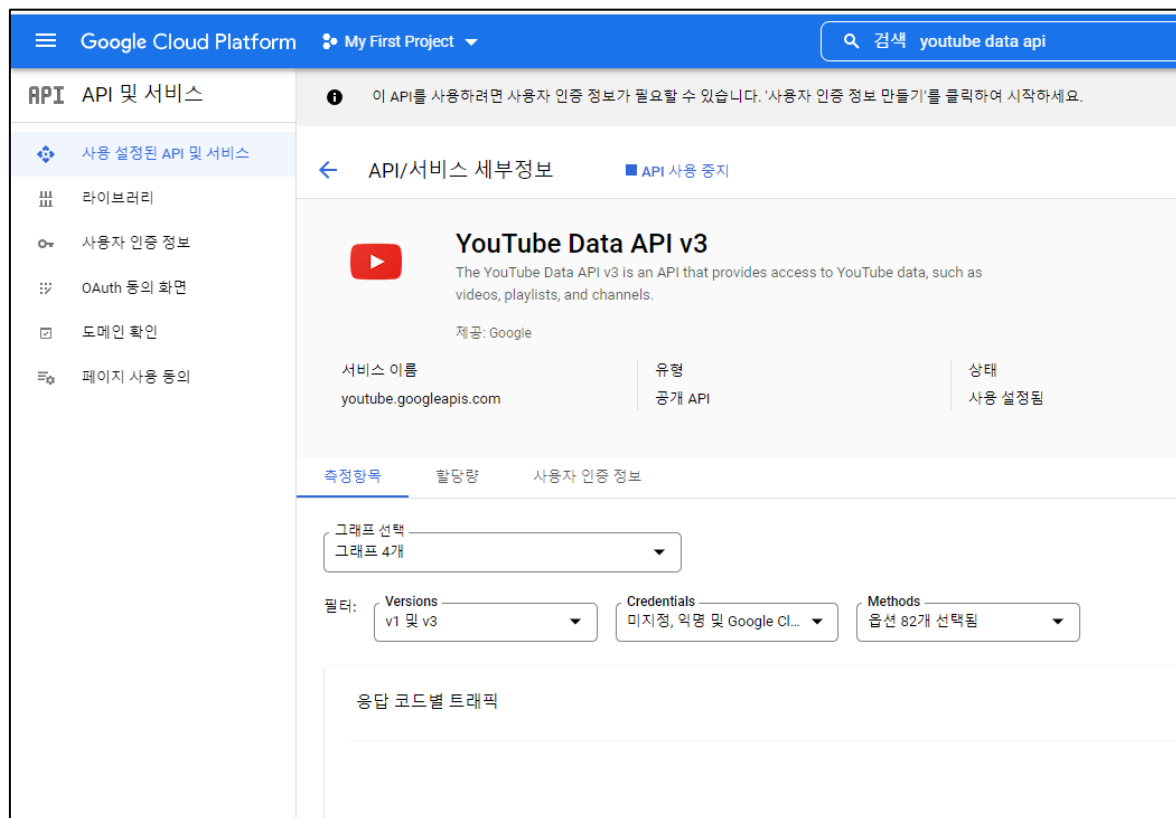 Google Cloud Platform My First Project 검색 youtube data api
API API 및 서비스
이 API를 사용하려면 사용자 인증 정보가 필요할 수 있습니다. '사용자 인증 정보 만들기'를 클릭하여 시작하세요.
사용 설정된 API 및 서비스
라이브러리
사용자 인증 정보
OAuth 동의 화면
도메인 확인
페이지 사용 동의
API/서비스 세부정보 API 사용 중지
YouTube Data API v3
The YouTube Data API v3 is an API that provides access to YouTube data, such as
videos, playlists, and channels.
제공: Google
서비스 이름 유형 상태
youtube.googleapis.com 공개 API 사용 설정됨
측정항목 할당량 사용자 인증 정보
그래프 선택
그래프 4개
필터: Versions Credentials Methods
v1 및 v3 미지정, 익명 및 Google Cl... 옵션 82개 선택됨
응답 코드별 트래픽